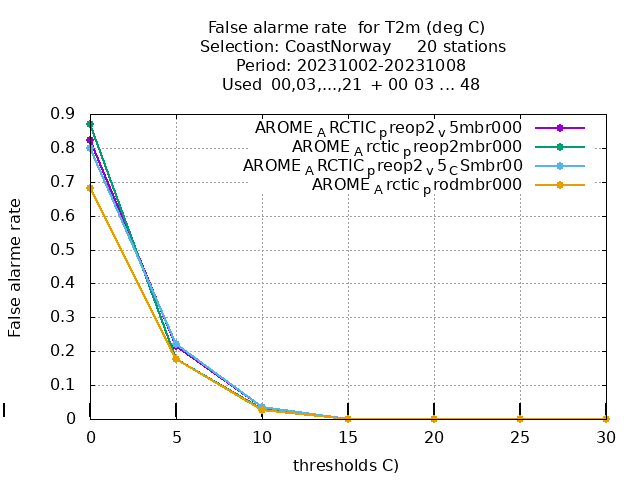 False alarme rate  for T2m (deg C)
Selection: CoastNorway     20 stations
Period: 20231002-20231008
Used  00,03,...,21  + 00 03 ... 48
AROME_ARCTIC_preop2_v5mbr000
AROME_Arctic_preop2mbr000
AROME_ARCTIC_preop2_v5_CSmbr00
AROME_Arctic_prodmbr000
False alarme rate
0.9
0.8
0.7
0.6
0.5
0.4
0.3
0.2
0.1
0
0 5 10 15 20 25 30
thresholds C)